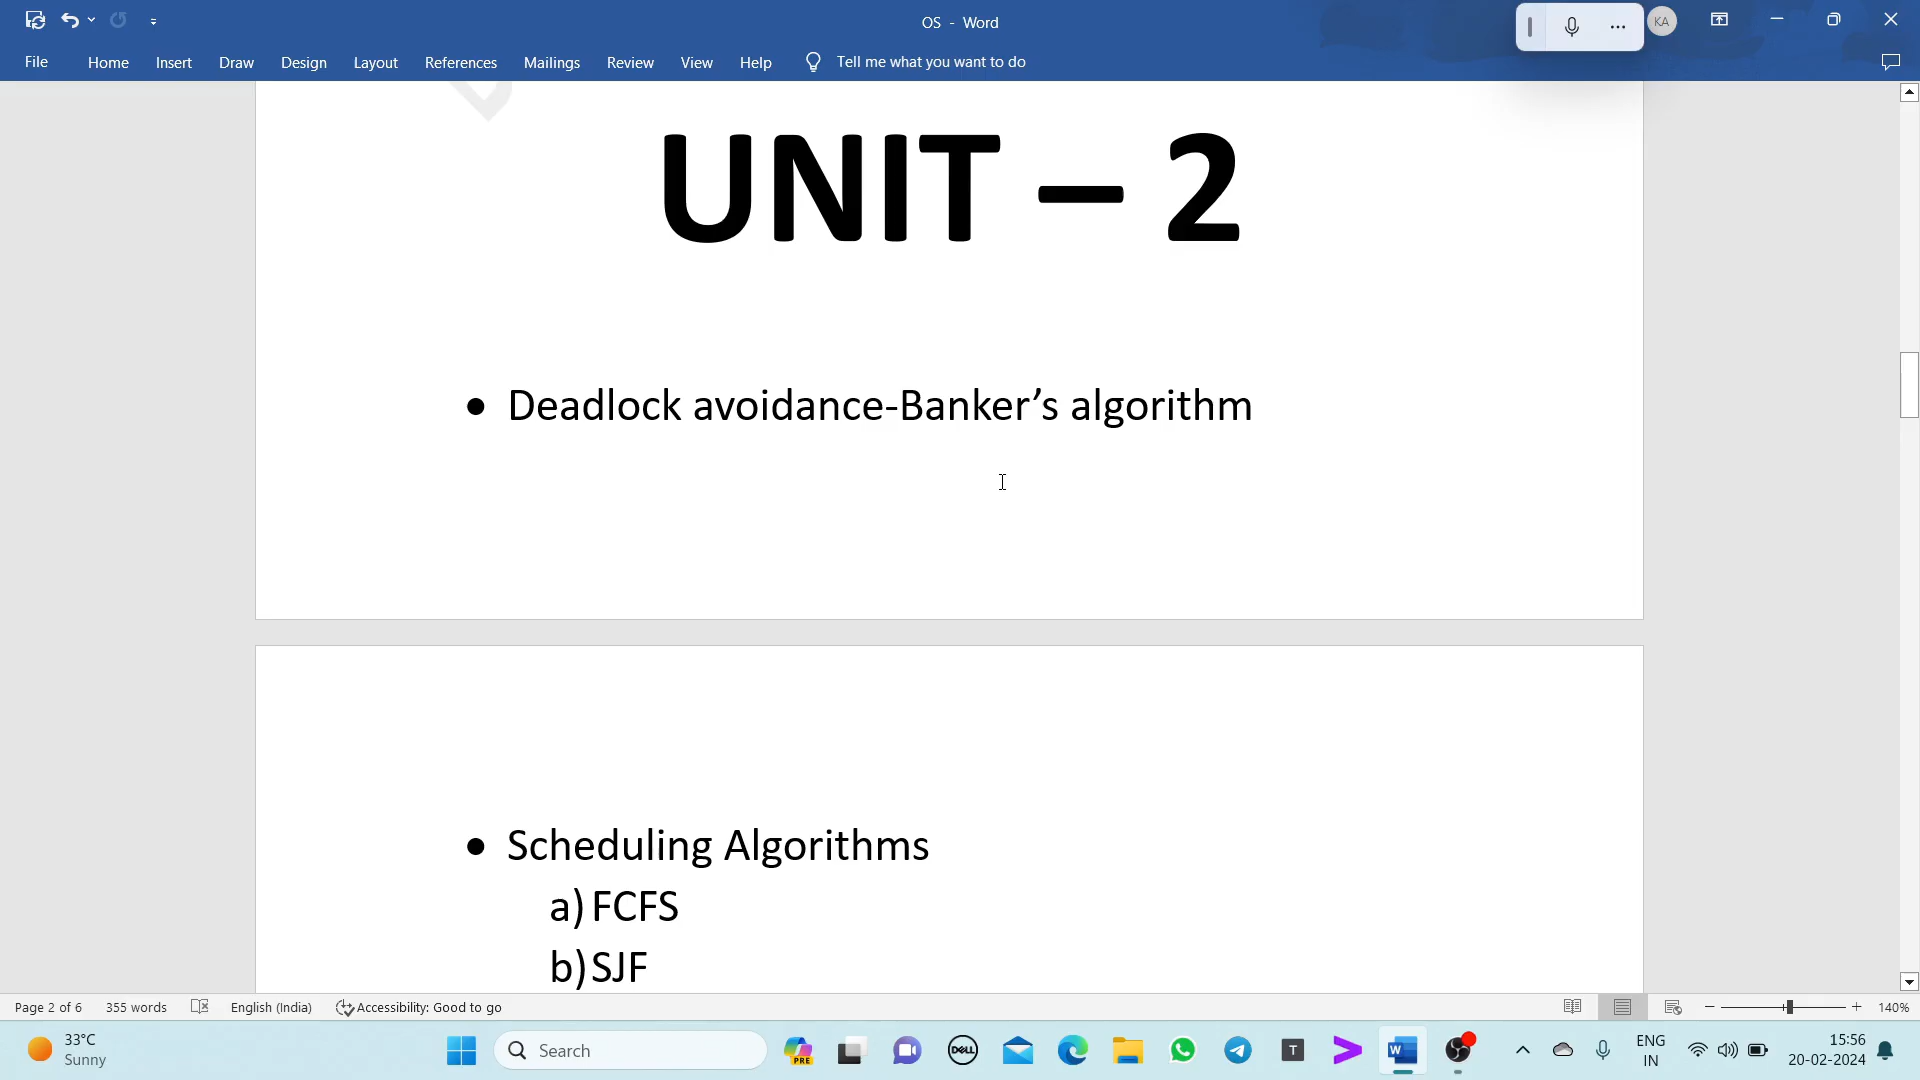 OS - Word
KA
File Home Insert Draw Design Layout References Mailings Review View Help Tell me what you want to do
UNIT – 2
● Deadlock avoidance-Banker’s algorithm
● Scheduling Algorithms
a) FCFS
b) SJF
Page 2 of 6 355 words English (India) Accessibility: Good to go 140%
33°C
Sunny
Search
PRE
DELL
T
W
ENG
IN
15:56
20-02-2024